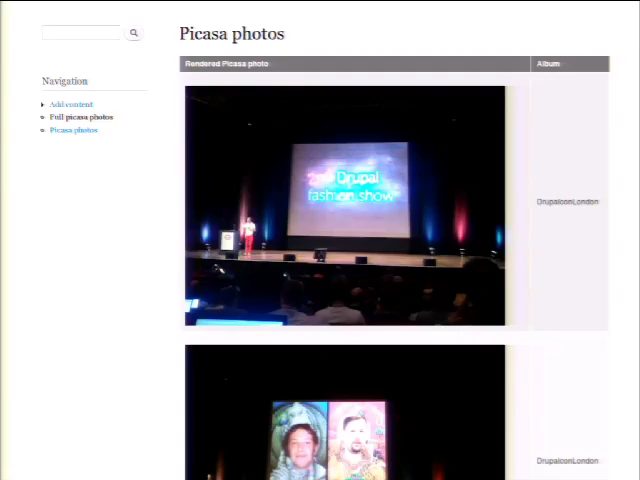 Picasa photos
Navigation
Add content
Full picasa photos
Picasa photos
Rendered Picasa photo
Album
Drupal
fashion show
DrupalconLondon
DrupalconLondon